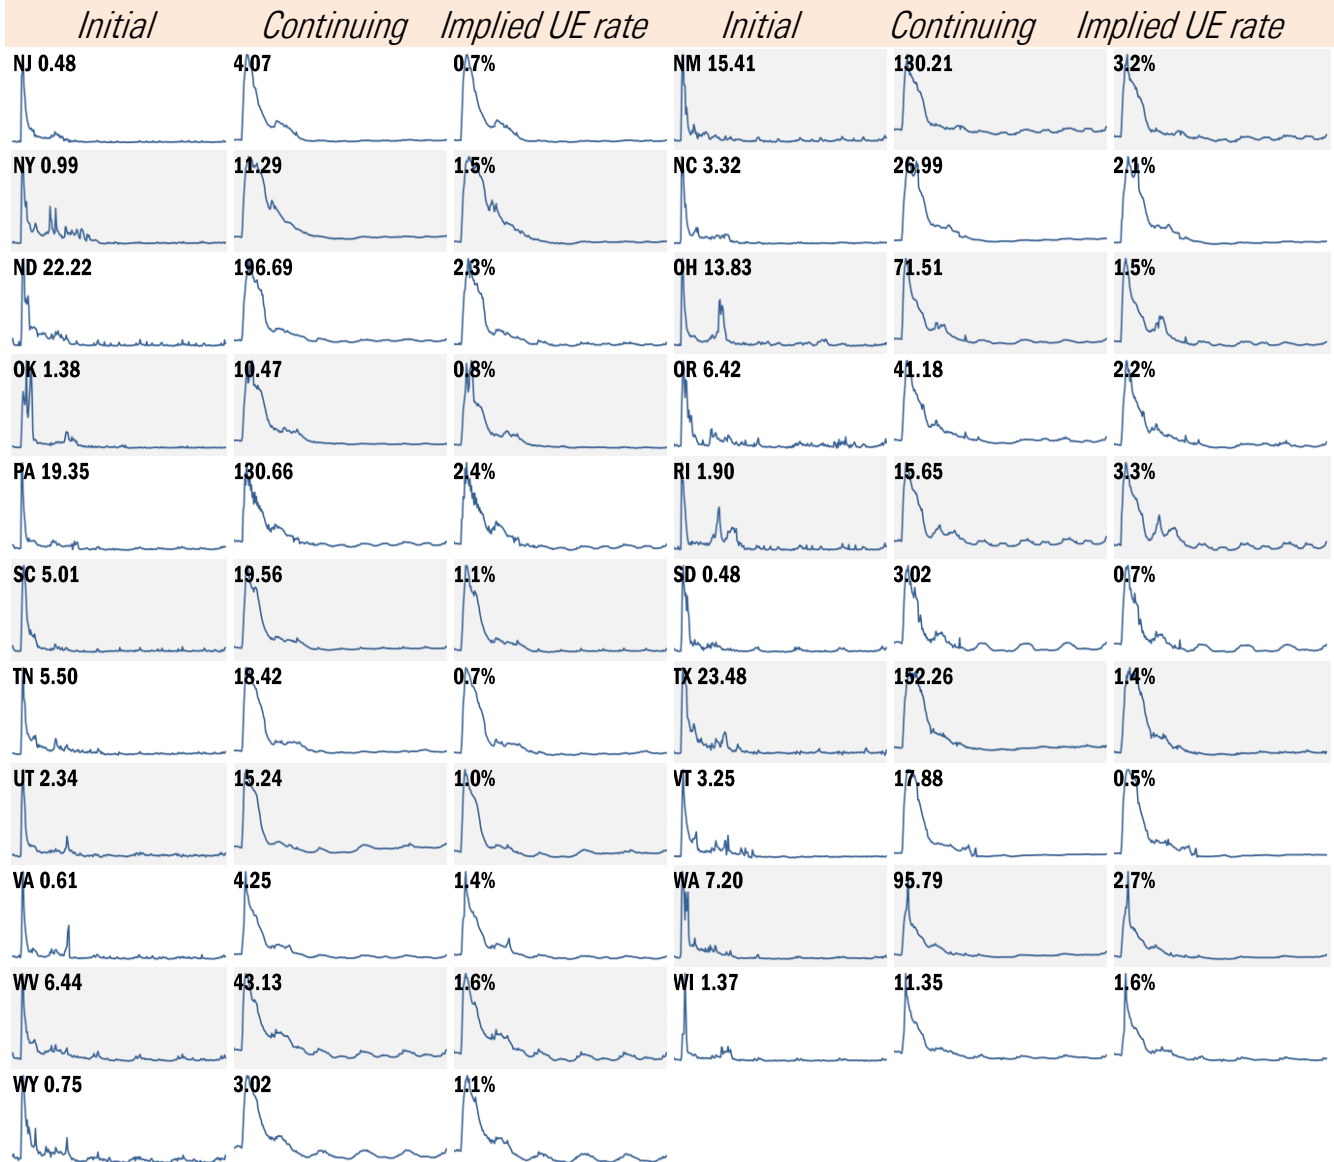 Initial Continuing Implied UE rate Initial Continuing Implied UE rate
NJ 0.48 4.07 0.7% NM 15.41 130.21 3.2%
NY 0.99 11.29 1.5% NC 3.32 26.99 2.1%
ND 22.22 196.69 2.3% OH 13.83 71.51 1.5%
OK 1.38 10.47 0.8% OR 6.42 41.18 2.2%
PA 19.35 130.66 2.4% RI 1.90 15.65 3.3%
SC 5.01 19.56 1.1% SD 0.48 3.02 0.7%
TN 5.50 18.42 0.7% TX 23.48 152.26 1.4%
UT 2.34 15.24 1.0% VT 3.25 17.88 0.5%
VA 0.61 4.25 1.4% WA 7.20 95.79 2.7%
WV 6.44 43.13 1.6% WI 1.37 11.35 1.6%
WY 0.75 3.02 1.1%